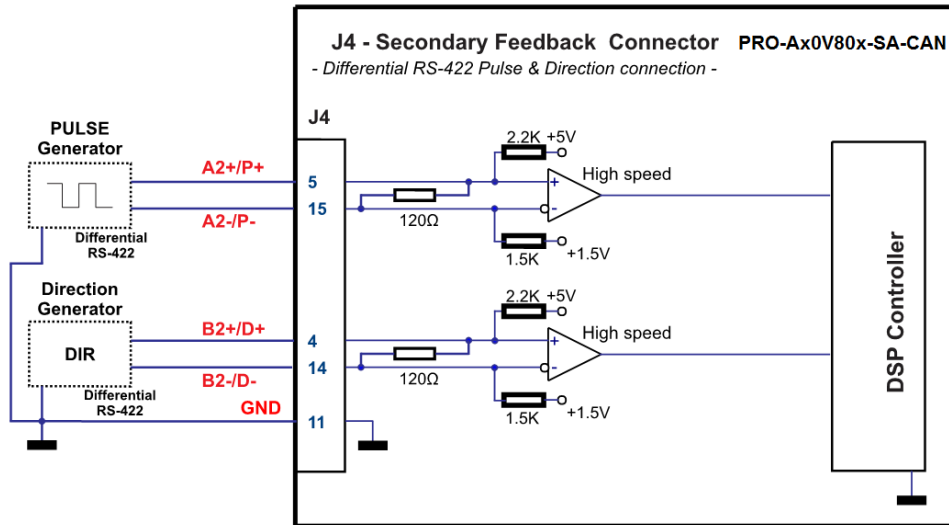 J4 - Secondary Feedback Connector PRO-Ax0V80x-SA-CAN
- Differential RS-422 Pulse & Direction connection -
J4
PULSE
Generator
A2+/P+
A2-/P-
Differential
RS-422
5
15
120Ω
2.2K +5V
High speed
+
-
1.5K +1.5V
Direction
Generator
DIR
B2+/D+
B2-/D-
Differential
RS-422
GND
4
14
11
120Ω
2.2K +5V
High speed
+
-
1.5K +1.5V
DSP Controller